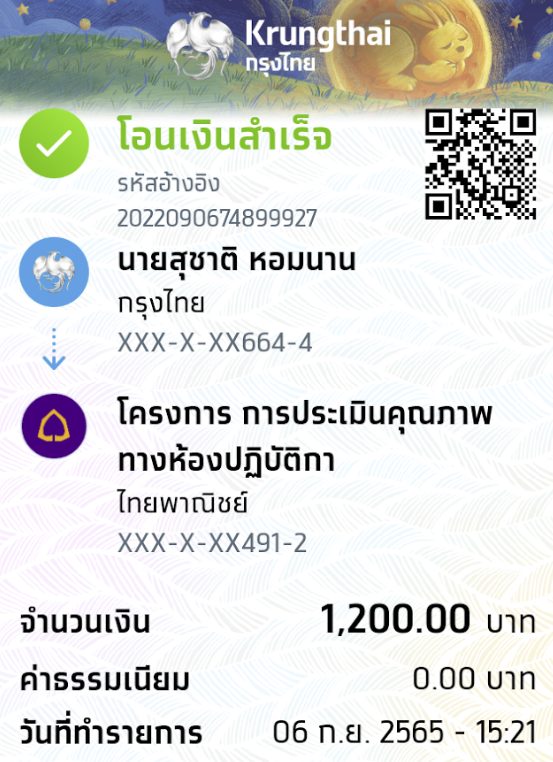 Krungthai
กรุงไทย
โอนเงินสำเร็จ
รหัสอ้างอิง
2022090674899927
นายสุชาติ หอมนาน
กรุงไทย
XXX-X-XX664-4
โครงการ การประเมินคุณภาพ
ทางห้องปฏิบัติกา
ไทยพาณิชย์
XXX-X-XX491-2
จำนวนเงิน 1,200.00 บาท
ค่าธรรมเนียม 0.00 บาท
วันที่ทำรายการ 06 ก.ย. 2565 - 15:21